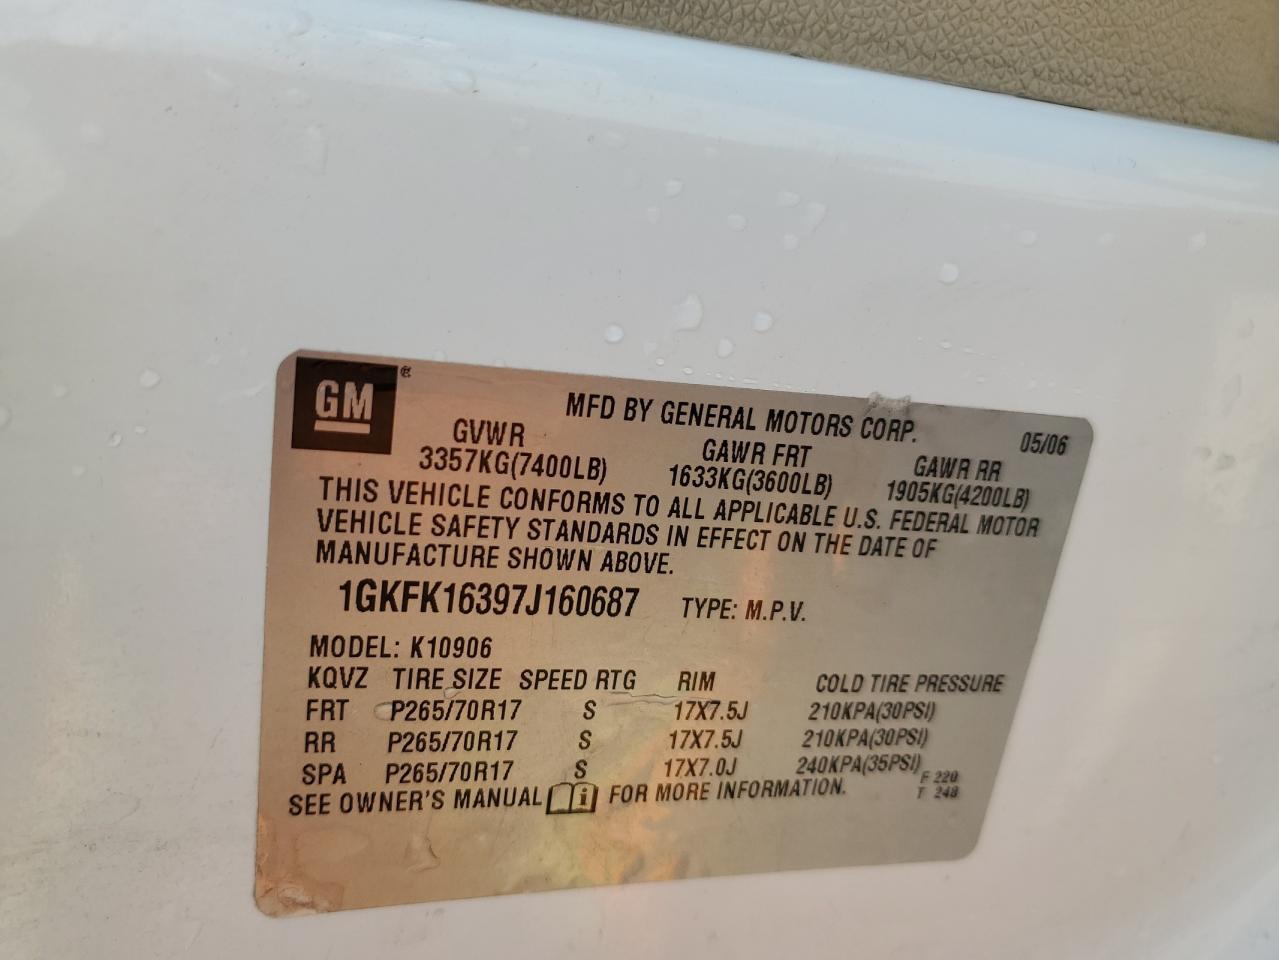 GM ®
MFD BY GENERAL MOTORS CORP. 05/06
GVWR GAWR FRT GAWR RR
3357KG(7400LB) 1633KG(3600LB) 1905KG(4200LB)
THIS VEHICLE CONFORMS TO ALL APPLICABLE U.S. FEDERAL MOTOR
VEHICLE SAFETY STANDARDS IN EFFECT ON THE DATE OF
MANUFACTURE SHOWN ABOVE.
1GKFK16397J160687 TYPE: M.P.V.
MODEL: K10906
KQVZ TIRE SIZE SPEED RTG RIM COLD TIRE PRESSURE
FRT P265/70R17 S 17X7.5J 210KPA(30PSI)
RR P265/70R17 S 17X7.5J 210KPA(30PSI)
SPA P265/70R17 S 17X7.0J 240KPA(35PSI)
SEE OWNER'S MANUAL i FOR MORE INFORMATION.
F 220
T 248